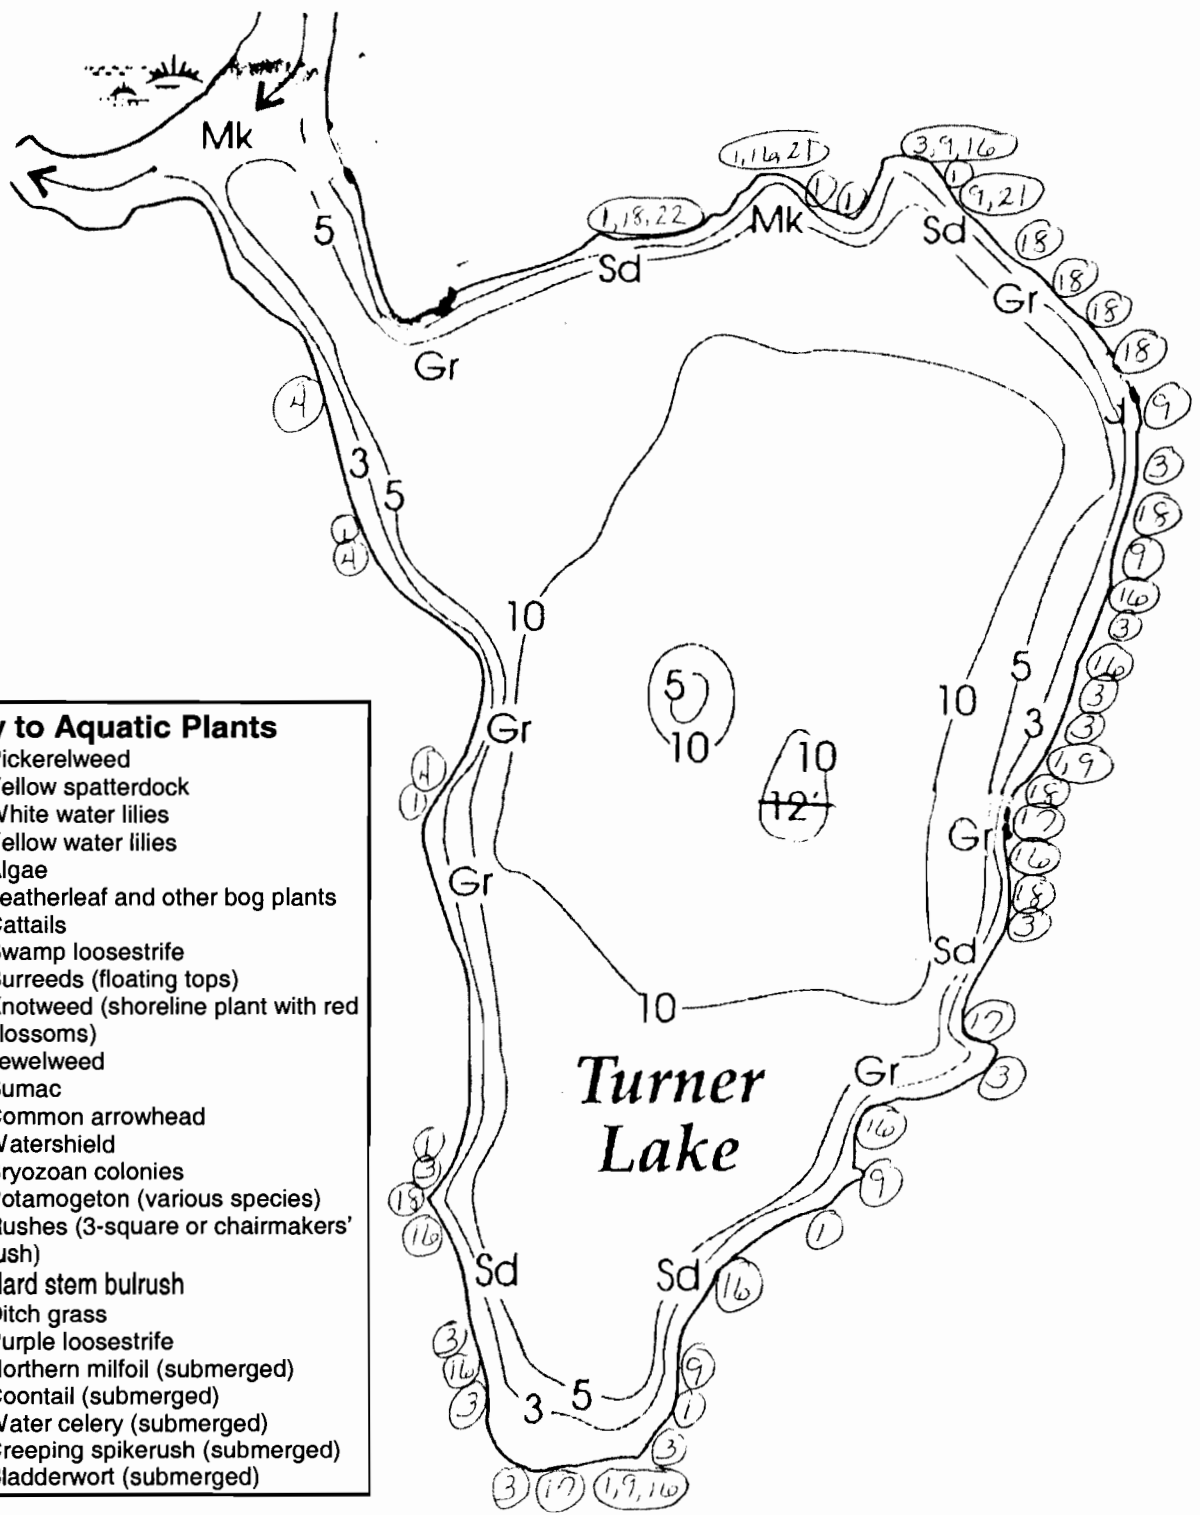 Mk
5
1,16,21
3,9,16
1
1
1
9,21
1,18,22
Mk
Sd
18
Sd
18
Gr
18
Gr
18
4
9
3
3
5
18
1
4
9
16
10
3
16
5
5
10
3
3
3
Gr
10
10
1,9
4
1
12'
18
17
Gr
16
Gr
18
3
Sd
10
17
Turner
Lake
Gr
3
16
1
3
9
18
16
1
Sd
Sd
16
3
16
3
9
1
3
5
3
3
17
1,9,16
y to Aquatic Plants
ickerelweed
ellow spatterdock
hite water lilies
ellow water lilies
lgae
eatherleaf and other bog plants
attails
wamp loosestrife
urreeds (floating tops)
notweed (shoreline plant with red
lossoms)
ewelweed
umac
ommon arrowhead
atershield
ryozoan colonies
otamogeton (various species)
ushes (3-square or chairmakers'
ush)
ard stem bulrush
itch grass
urple loosestrife
orthern milfoil (submerged)
oontail (submerged)
ater celery (submerged)
reeping spikerush (submerged)
ladderwort (submerged)